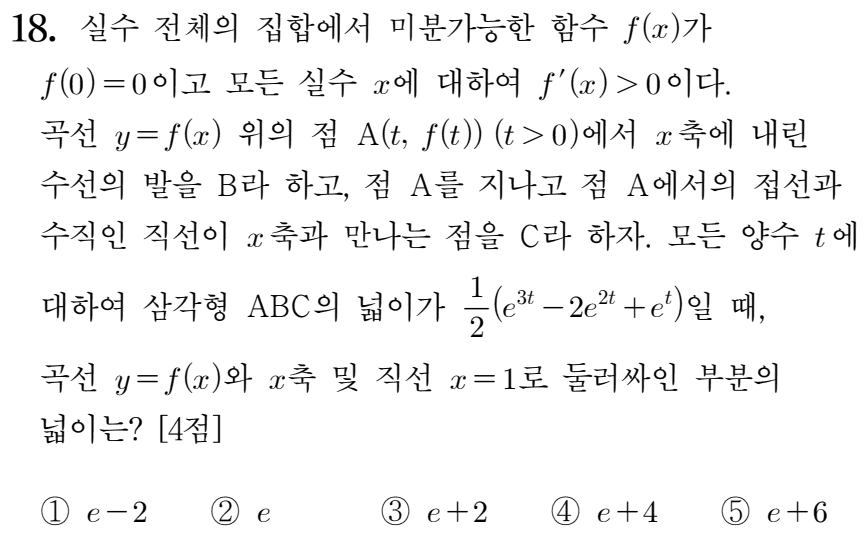 18. 실수 전체의 집합에서 미분가능한 함수 f(x)가
f(0)=0이고 모든 실수 x에 대하여 f′(x)>0이다.
곡선 y=f(x) 위의 점 A(t, f(t)) (t>0)에서 x축에 내린
수선의 발을 B라 하고, 점 A를 지나고 점 A에서의 접선과
수직인 직선이 x축과 만나는 점을 C라 하자. 모든 양수 t에
대하여 삼각형 ABC의 넓이가 \frac{1}{2}(e^{3t}-2e^{2t}+e^{t})일 때,
곡선 y=f(x)와 x축 및 직선 x=1로 둘러싸인 부분의
넓이는? [4점]
① e-2 ② e ③ e+2 ④ e+4 ⑤ e+6